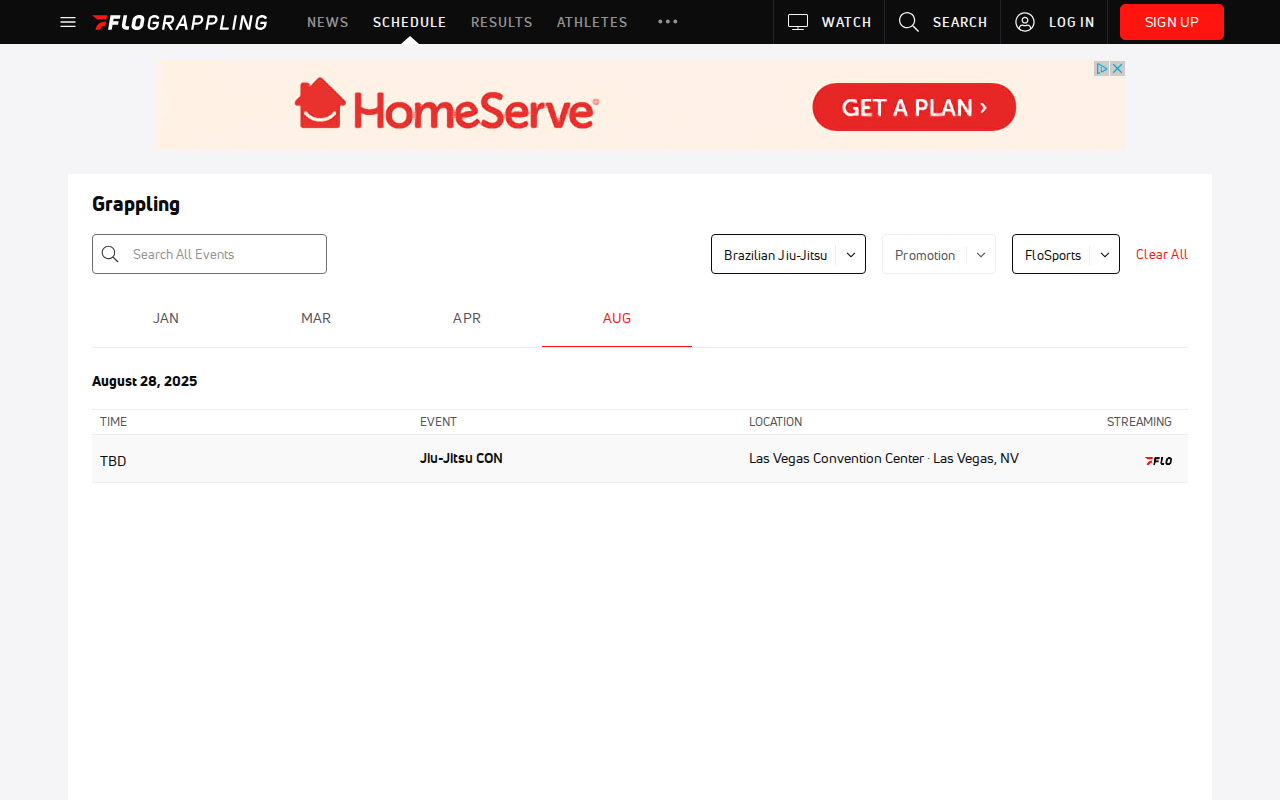 FLOGRAPPLING NEWS SCHEDULE RESULTS ATHLETES ••• WATCH SEARCH LOG IN SIGN UP
HomeServe® GET A PLAN ›
Grappling
Search All Events Brazilian Jiu-Jitsu Promotion FloSports Clear All
JAN MAR APR AUG
August 28, 2025
TIME EVENT LOCATION STREAMING
TBD Jiu-Jitsu CON Las Vegas Convention Center · Las Vegas, NV FLO